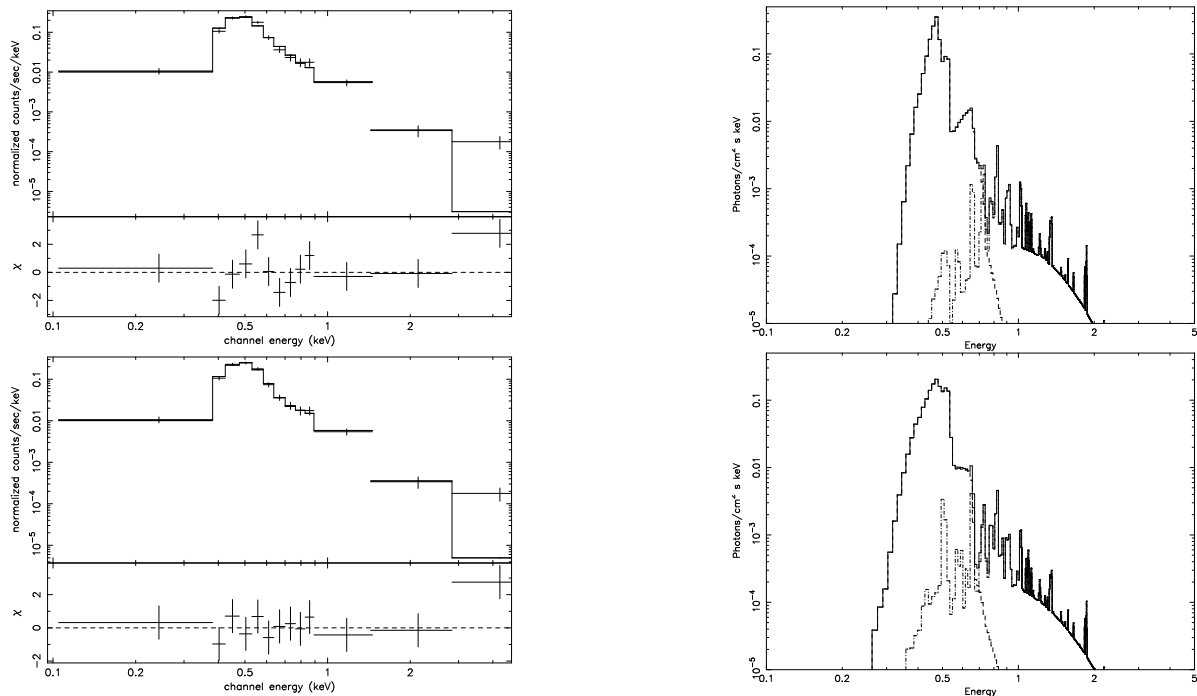 normalized counts/sec/keV
0.1
0.01
10⁻³
10⁻⁴
10⁻⁵
χ
2
0
−2
0.1 0.2 0.5 1 2
channel energy (keV)
Photons/cm² s keV
0.1
0.01
10⁻³
10⁻⁴
10⁻⁵
0.1 0.2 0.5 1 2 5
Energy
normalized counts/sec/keV
0.1
0.01
10⁻³
10⁻⁴
10⁻⁵
χ
2
0
−2
0.1 0.2 0.5 1 2
channel energy (keV)
Photons/cm² s keV
0.1
0.01
10⁻³
10⁻⁴
10⁻⁵
0.1 0.2 0.5 1 2 5
Energy